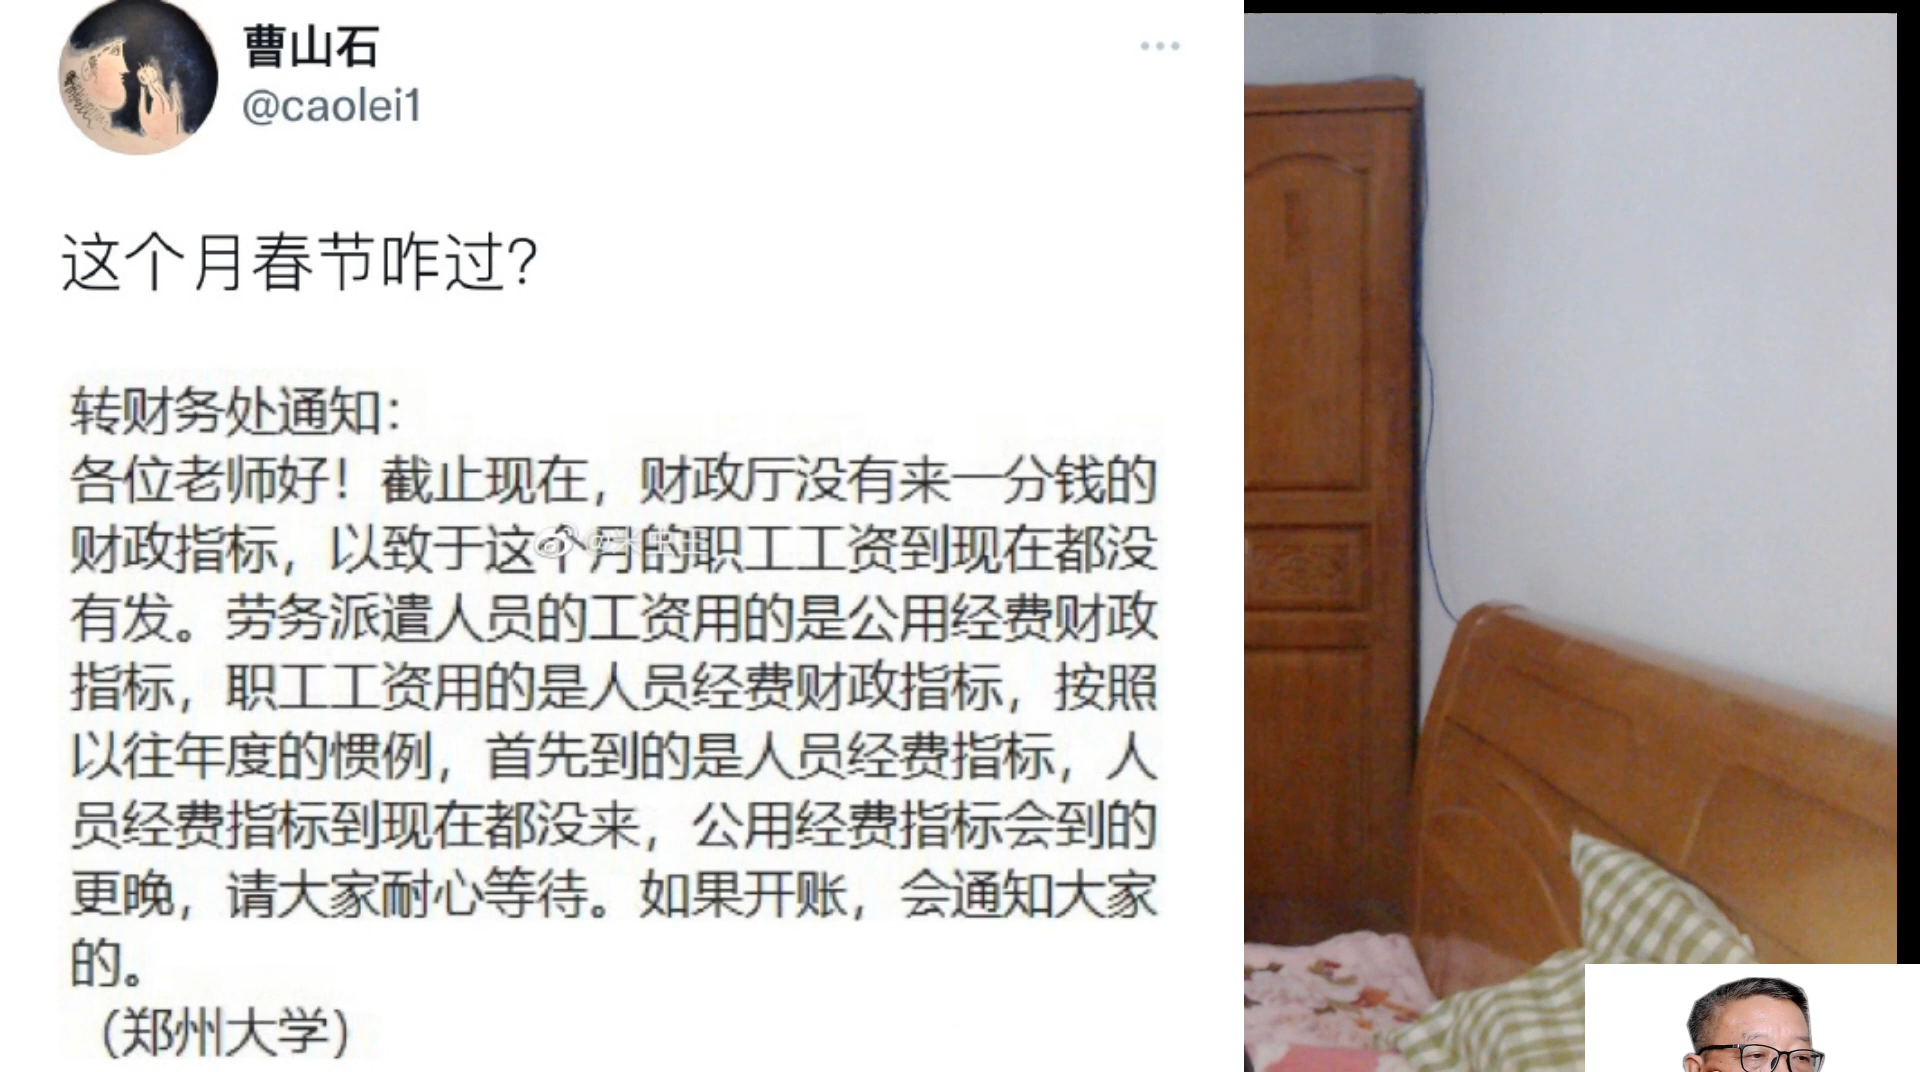 曹山石
@caolei1
这个月春节咋过?
转财务处通知：
各位老师好！截止现在，财政厅没有来一分钱的
财政指标，以致于这个月的职工工资到现在都没
有发。劳务派遣人员的工资用的是公用经费财政
指标，职工工资用的是人员经费财政指标，按照
以往年度的惯例，首先到的是人员经费指标，人
员经费指标到现在都没来，公用经费指标会到的
更晚，请大家耐心等待。如果开账，会通知大家
的。
（郑州大学）